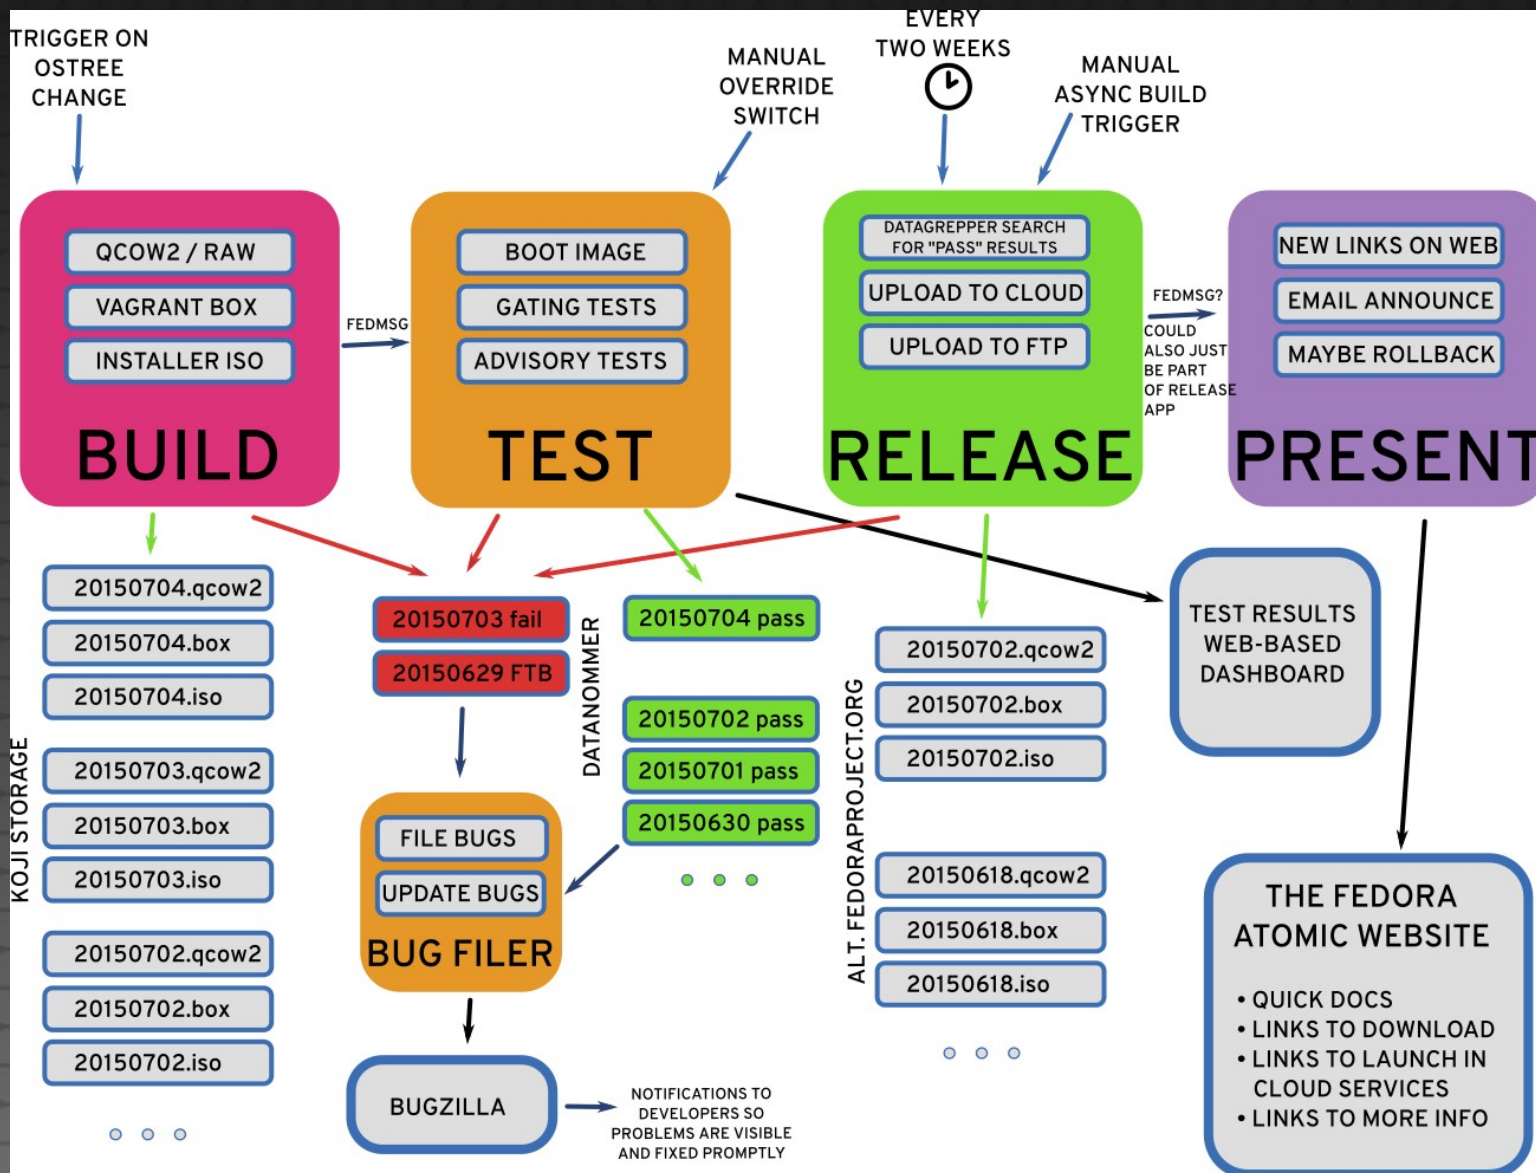 TRIGGER ON
OSTREE
CHANGE
MANUAL
OVERRIDE
SWITCH
EVERY
TWO WEEKS
MANUAL
ASYNC BUILD
TRIGGER
QCOW2 / RAW
VAGRANT BOX
INSTALLER ISO
BUILD
FEDMSG
BOOT IMAGE
GATING TESTS
ADVISORY TESTS
TEST
DATAGREPPER SEARCH
FOR "PASS" RESULTS
UPLOAD TO CLOUD
UPLOAD TO FTP
RELEASE
FEDMSG?
COULD
ALSO JUST
BE PART
OF RELEASE
APP
NEW LINKS ON WEB
EMAIL ANNOUNCE
MAYBE ROLLBACK
PRESENT
KOJI STORAGE
20150704.qcow2
20150704.box
20150704.iso
20150703.qcow2
20150703.box
20150703.iso
20150702.qcow2
20150702.box
20150702.iso
20150703 fail
20150629 FTB
DATANOMMER
20150704 pass
20150702 pass
20150701 pass
20150630 pass
FILE BUGS
UPDATE BUGS
BUG FILER
BUGZILLA
NOTIFICATIONS TO
DEVELOPERS SO
PROBLEMS ARE VISIBLE
AND FIXED PROMPTLY
ALT. FEDORAPROJECT.ORG
20150702.qcow2
20150702.box
20150702.iso
20150618.qcow2
20150618.box
20150618.iso
TEST RESULTS
WEB-BASED
DASHBOARD
THE FEDORA
ATOMIC WEBSITE
• QUICK DOCS
• LINKS TO DOWNLOAD
• LINKS TO LAUNCH IN
CLOUD SERVICES
• LINKS TO MORE INFO